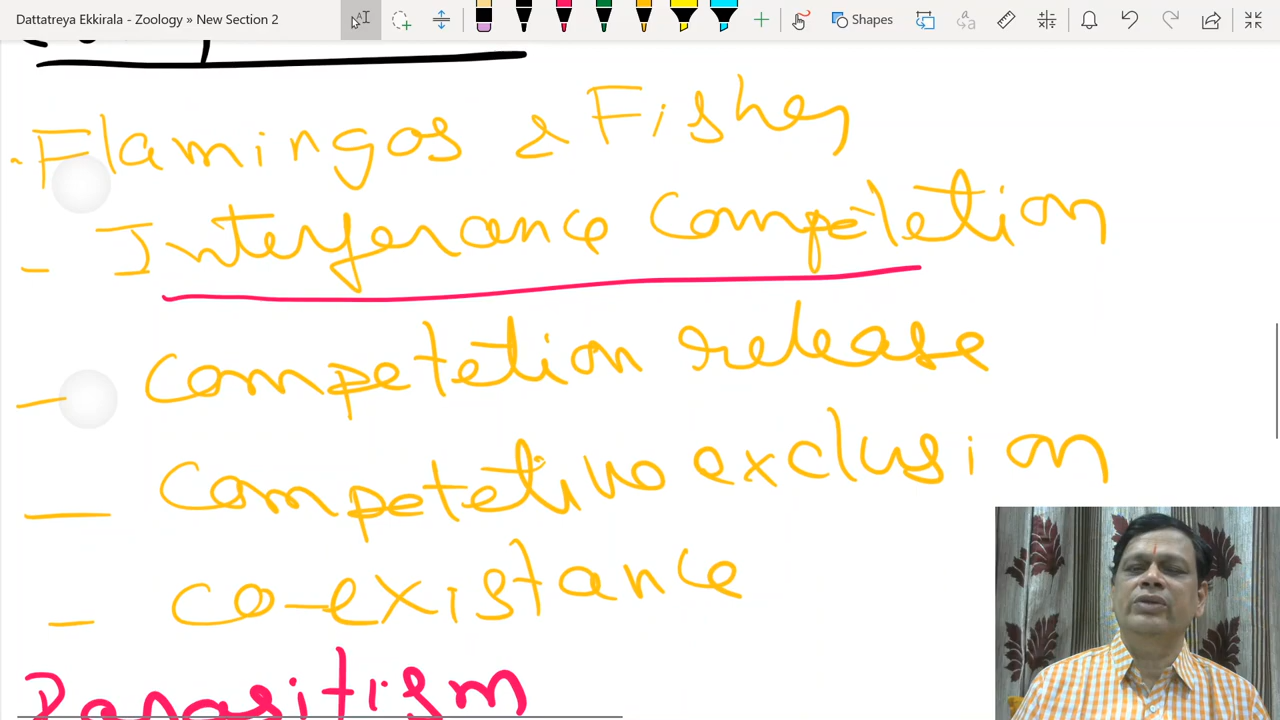 Dattatreya Ekkirala - Zoology » New Section 2
Shapes
- Flamingos & Fishes
- Interferance Competetion
- Competetion release
- Competetive exclusion
- Co-existance
Parasitism